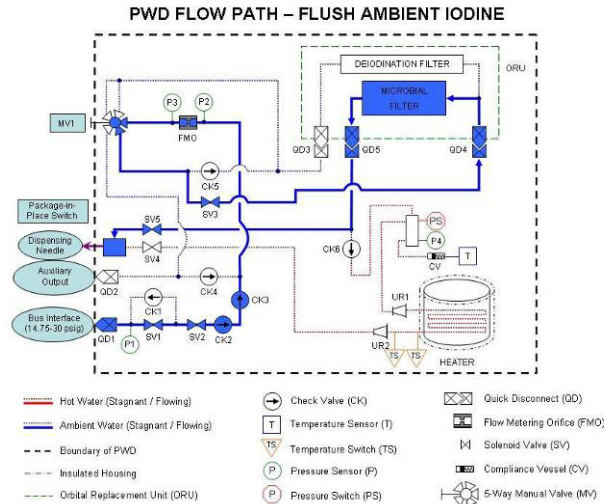 PWD FLOW PATH – FLUSH AMBIENT IODINE
ORU
DEIODINATION FILTER
MICROBIAL
FILTER
P3
P2
MV1
FMO
QD3
QD5
QD4
CK5
SV3
Package-in
Place Switch
SV5
SV4
Dispensing
Needle
Auxiliary
Output
QD2
CK4
CK6
PS
P4
CV
T
CK3
CK1
UR1
Bus Interface
(14.75-30 psig)
QD1
P1
SV1
SV2
CK2
UR2
TS
TS
HEATER
Hot Water (Stagnant / Flowing)
Ambient Water (Stagnant / Flowing)
Boundary of PWD
Insulated Housing
Orbital Replacement Unit (ORU)
Check Valve (CK)
T
Temperature Sensor (T)
TS
Temperature Switch (TS)
P
Pressure Sensor (P)
PS
Pressure Switch (PS)
Quick Disconnect (QD)
Flow Metering Orifice (FMO)
Solenoid Valve (SV)
Compliance Vessel (CV)
5-Way Manual Valve (MV)